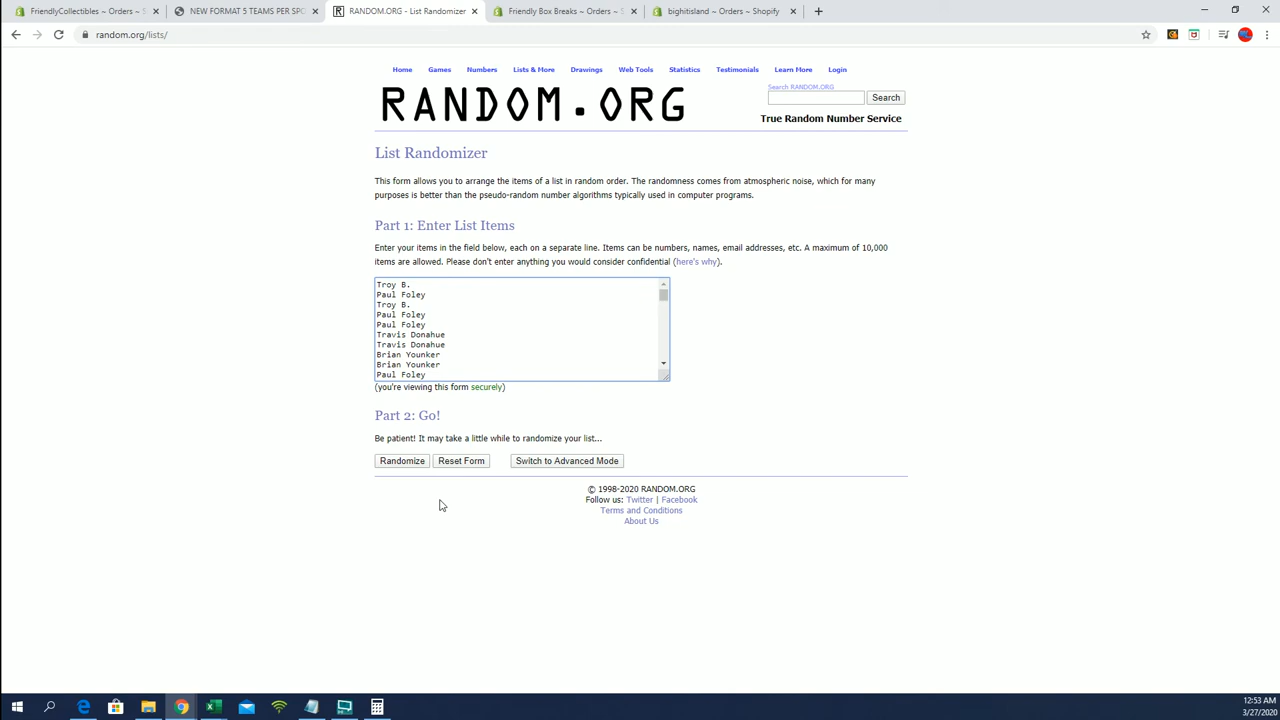 FriendlyCollectibles ~ Orders ~ S
NEW FORMAT 5 TEAMS PER SPO
RANDOM.ORG - List Randomizer
Friendly Box Breaks ~ Orders ~ S
bighitisland ~ Orders ~ Shopify
random.org/lists/
Home Games Numbers Lists & More Drawings Web Tools Statistics Testimonials Learn More Login
RANDOM.ORG
Search RANDOM.ORG
Search
True Random Number Service
List Randomizer
This form allows you to arrange the items of a list in random order. The randomness comes from atmospheric noise, which for many
purposes is better than the pseudo-random number algorithms typically used in computer programs.
Part 1: Enter List Items
Enter your items in the field below, each on a separate line. Items can be numbers, names, email addresses, etc. A maximum of 10,000
items are allowed. Please don't enter anything you would consider confidential (here's why).
Troy B.
Paul Foley
Troy B.
Paul Foley
Paul Foley
Travis Donahue
Travis Donahue
Brian Younker
Brian Younker
Paul Foley
(you're viewing this form securely)
Part 2: Go!
Be patient! It may take a little while to randomize your list...
Randomize Reset Form Switch to Advanced Mode
© 1998-2020 RANDOM.ORG
Follow us: Twitter | Facebook
Terms and Conditions
About Us
12:53 AM
3/27/2020